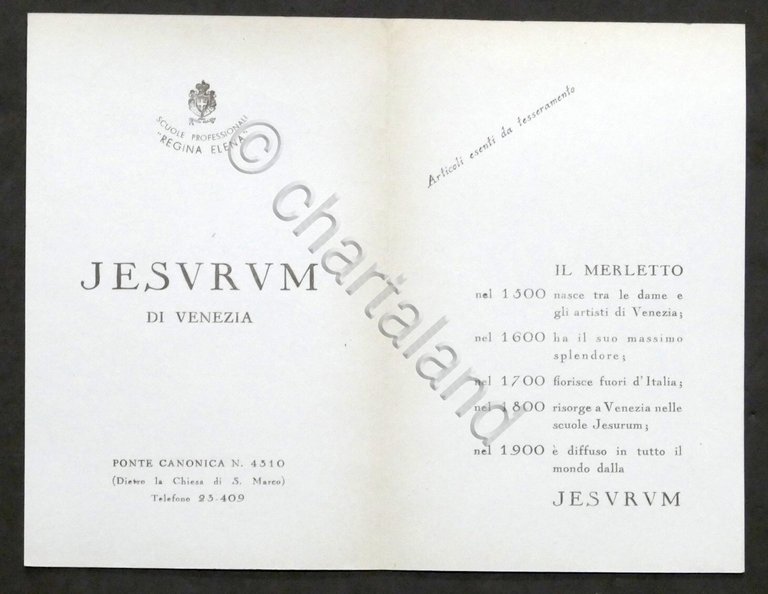 SCUOLE PROFESSIONALI
"REGINA ELENA"
JESVRVM
DI VENEZIA
PONTE CANONICA N. 4310
(Dietro la Chiesa di S. Marco)
Telefono 25-409
Articoli esenti da tesseramento
IL MERLETTO
nel 1500 nasce tra le dame e
gli artisti di Venezia;
nel 1600 ha il suo massimo
splendore;
nel 1700 fiorisce fuori d'Italia;
nel 1800 risorge a Venezia nelle
scuole Jesurum;
nel 1900 è diffuso in tutto il
mondo dalla
JESVRVM
© chartaland